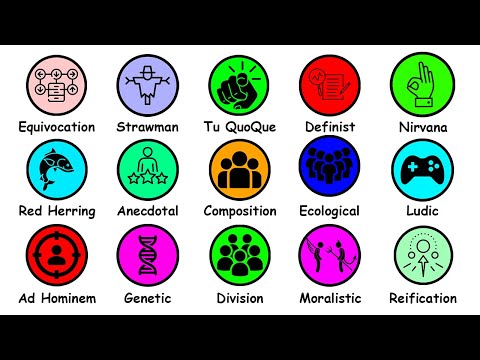 Equivocation Strawman Tu QuoQue Definist Nirvana
Red Herring Anecdotal Composition Ecological Ludic
Ad Hominem Genetic Division Moralistic Reification